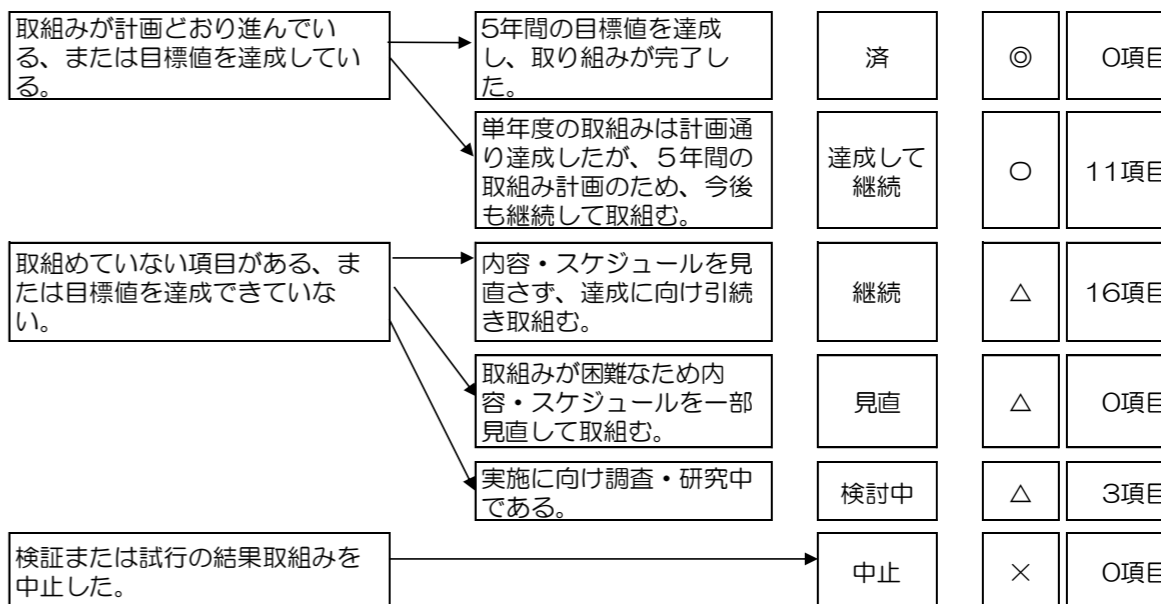 取組みが計画どおり進んでい
る、または目標値を達成してい
る。
5年間の目標値を達成
し、取り組みが完了し
た。
済
◎
0項目
単年度の取組みは計画通
り達成したが、５年間の
取組み計画のため、今後
も継続して取組む。
達成して
継続
○
11項目
取組めていない項目がある、ま
たは目標値を達成できていな
い。
内容・スケジュールを見
直さず、達成に向け引続
き取組む。
継続
△
16項目
取組みが困難なため内
容・スケジュールを一部
見直して取組む。
見直
△
0項目
実施に向け調査・研究中
である。
検討中
△
3項目
検証または試行の結果取組みを
中止した。
中止
×
0項目